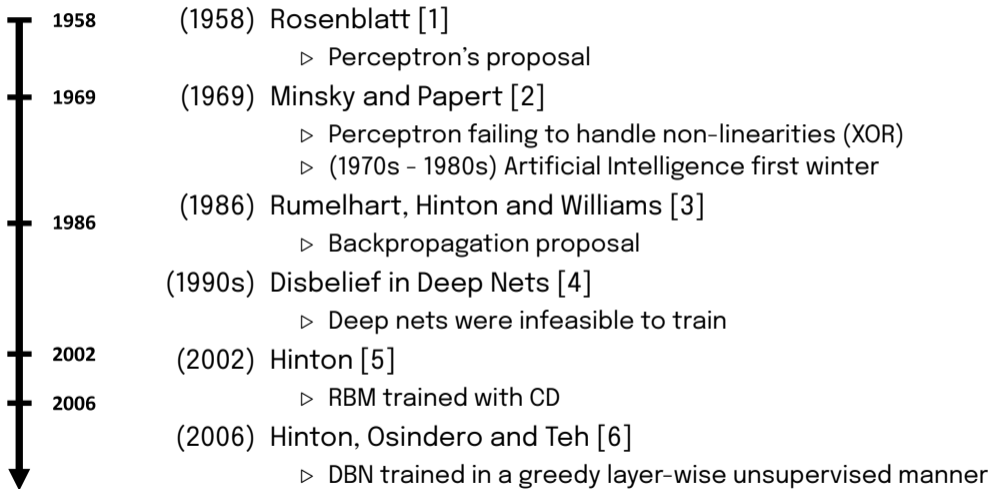 1958
(1958) Rosenblatt [1]
▷ Perceptron's proposal
1969
(1969) Minsky and Papert [2]
▷ Perceptron failing to handle non-linearities (XOR)
▷ (1970s - 1980s) Artificial Intelligence first winter
1986
(1986) Rumelhart, Hinton and Williams [3]
▷ Backpropagation proposal
(1990s) Disbelief in Deep Nets [4]
▷ Deep nets were infeasible to train
2002
(2002) Hinton [5]
▷ RBM trained with CD
2006
(2006) Hinton, Osindero and Teh [6]
▷ DBN trained in a greedy layer-wise unsupervised manner